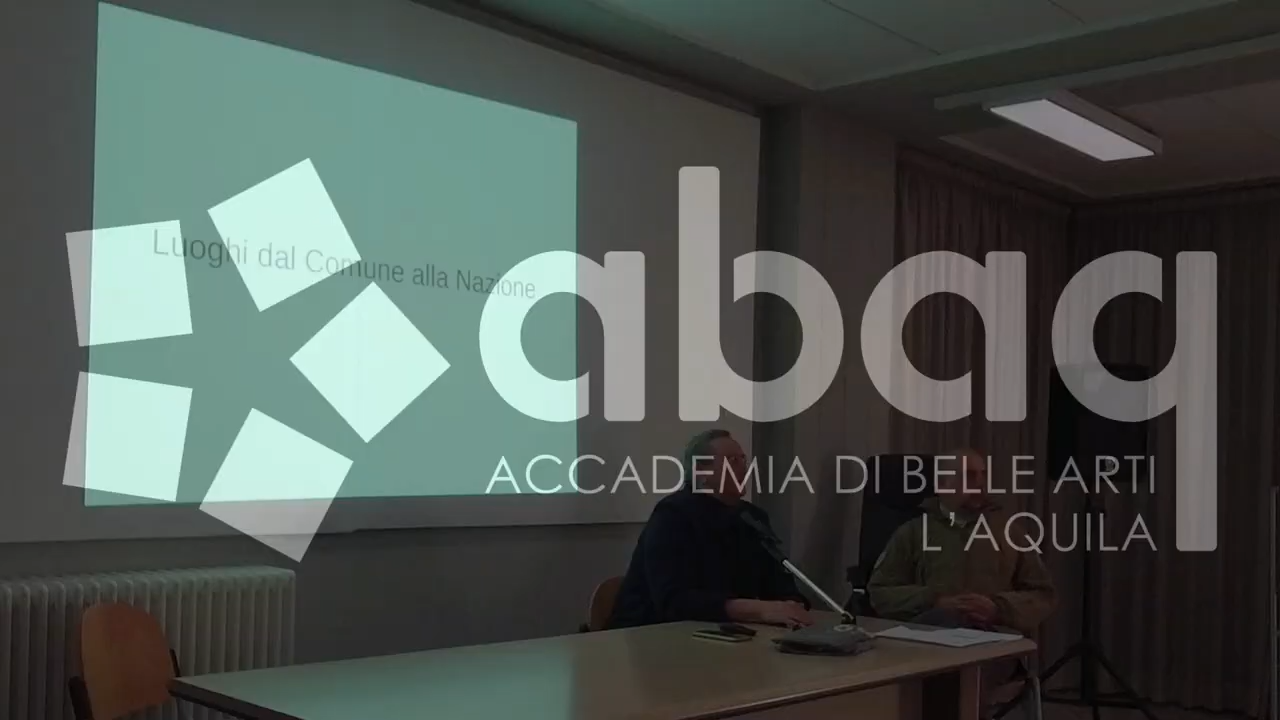 Luoghi dal Comune alla Nazione
abaq
ACCADEMIA DI BELLE ARTI
L'AQUILA